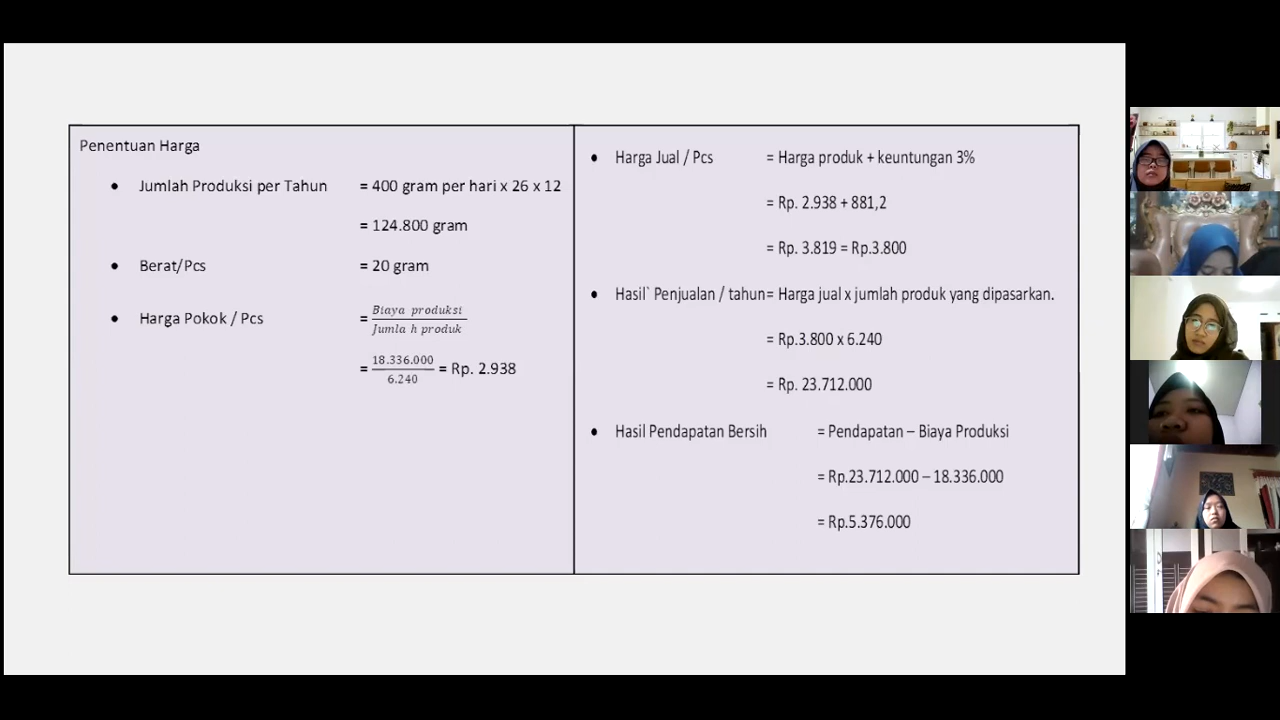 Penentuan Harga
• Jumlah Produksi per Tahun = 400 gram per hari x 26 x 12
= 124.800 gram
• Berat/Pcs = 20 gram
• Harga Pokok / Pcs = Biaya produksi / Jumla h produk
= 18.336.000 / 6.240 = Rp. 2.938
• Harga Jual / Pcs = Harga produk + keuntungan 3%
= Rp. 2.938 + 881,2
= Rp. 3.819 = Rp.3.800
• Hasil` Penjualan / tahun= Harga jual x jumlah produk yang dipasarkan.
= Rp.3.800 x 6.240
= Rp. 23.712.000
• Hasil Pendapatan Bersih = Pendapatan – Biaya Produksi
= Rp.23.712.000 – 18.336.000
= Rp.5.376.000